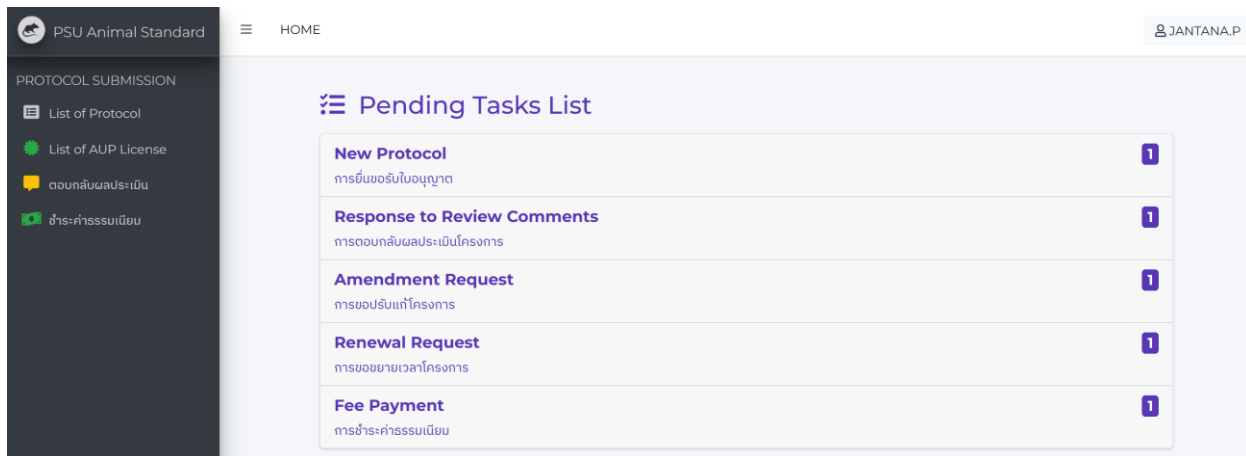 PSU Animal Standard
HOME
JANTANA.P
PROTOCOL SUBMISSION
List of Protocol
List of AUP License
ตอบกลับผลประเมิน
ชำระค่าธรรมเนียม
Pending Tasks List
New Protocol
1
การยื่นขอรับใบอนุญาต
Response to Review Comments
1
การตอบกลับผลประเมินโครงการ
Amendment Request
1
การขอปรับแก้โครงการ
Renewal Request
1
การขอขยายเวลาโครงการ
Fee Payment
1
การชำระค่าธรรมเนียม